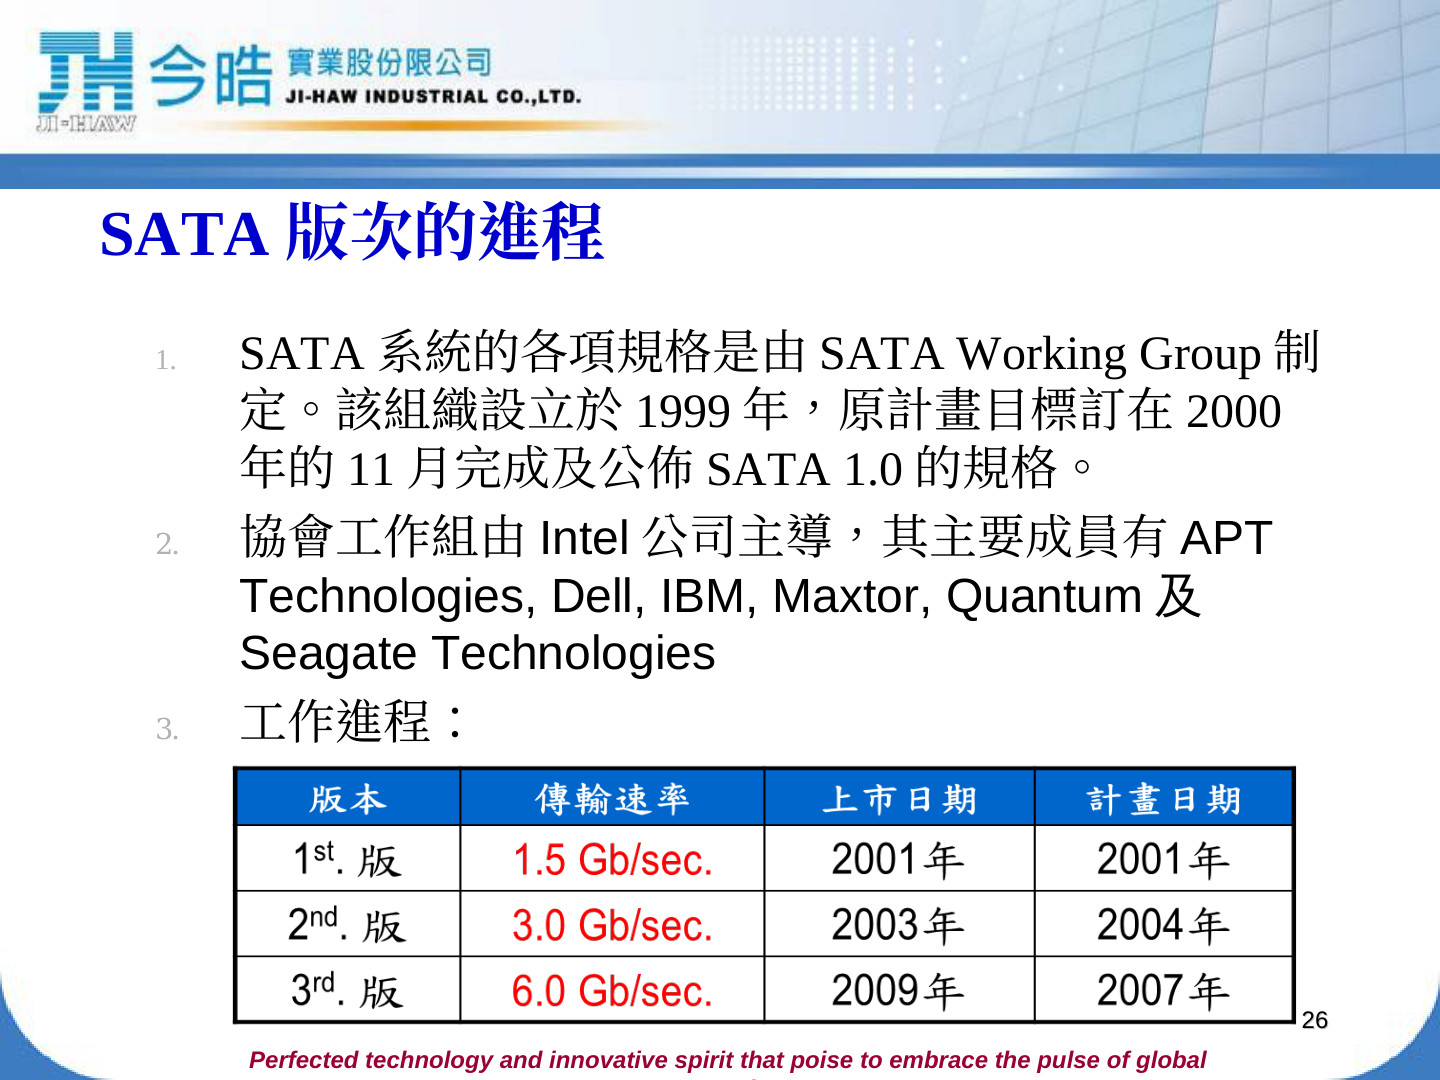 今皓 實業股份限公司
JI-HAW INDUSTRIAL CO.,LTD.
JI-HAW
SATA 版次的進程
1. SATA 系統的各項規格是由 SATA Working Group 制
定。該組織設立於 1999 年，原計畫目標訂在 2000
年的 11 月完成及公佈 SATA 1.0 的規格。
2. 協會工作組由 Intel 公司主導，其主要成員有 APT
Technologies, Dell, IBM, Maxtor, Quantum 及
Seagate Technologies
3. 工作進程：
版本 傳輸速率 上市日期 計畫日期
1st. 版 1.5 Gb/sec. 2001年 2001年
2nd. 版 3.0 Gb/sec. 2003年 2004年
3rd. 版 6.0 Gb/sec. 2009年 2007年
26
Perfected technology and innovative spirit that poise to embrace the pulse of global